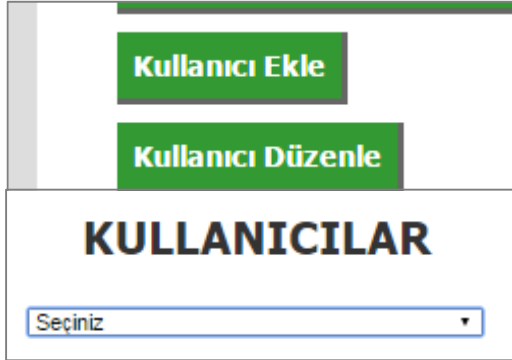 Kullanıcı Ekle
Kullanıcı Düzenle
KULLANICILAR
Seçiniz